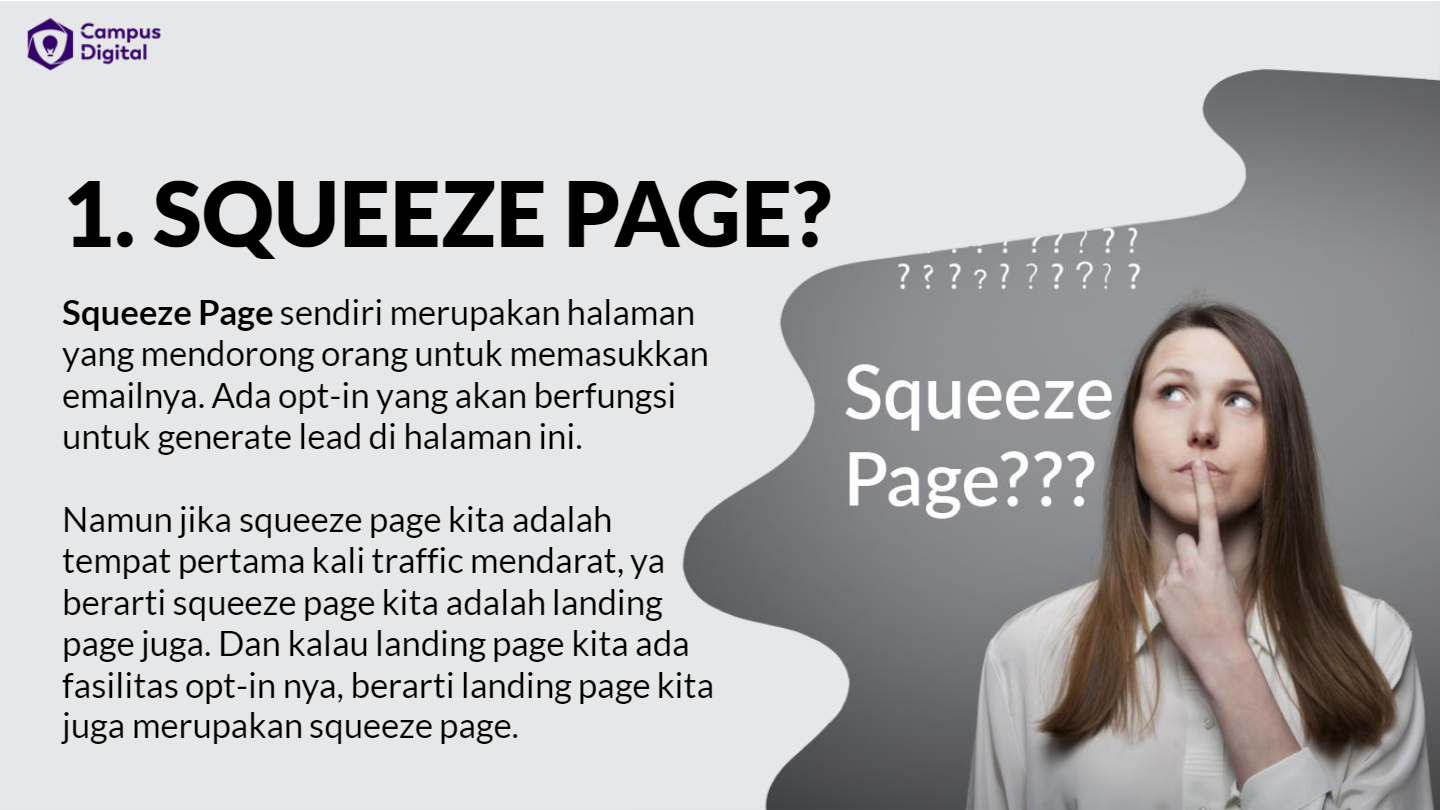 Campus
Digital
1. SQUEEZE PAGE?
Squeeze Page sendiri merupakan halaman
yang mendorong orang untuk memasukkan
emailnya. Ada opt-in yang akan berfungsi
untuk generate lead di halaman ini.
Namun jika squeeze page kita adalah
tempat pertama kali traffic mendarat, ya
berarti squeeze page kita adalah landing
page juga. Dan kalau landing page kita ada
fasilitas opt-in nya, berarti landing page kita
juga merupakan squeeze page.
? ? ? ? ? ? ? ? ?
? ? ? ? ? ? ? ? ? ?
Squeeze
Page???